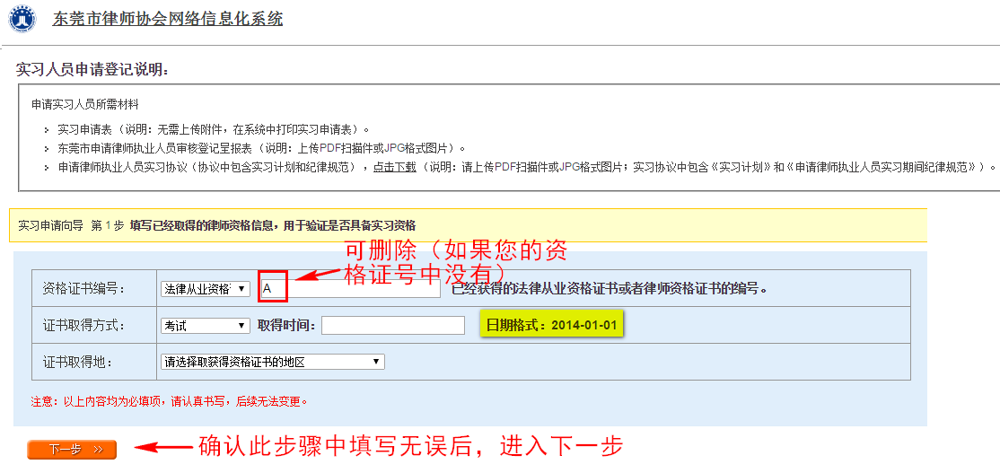 东莞市律师协会网络信息化系统
实习人员申请登记说明：
申请实习人员所需材料
实习申请表（说明：无需上传附件，在系统中打印实习申请表）。
东莞市申请律师执业人员审核登记呈报表（说明：上传PDF扫描件或JPG格式图片）。
申请律师执业人员实习协议（协议中包含实习计划和纪律规范），点击下载（说明：请上传PDF扫描件或JPG格式图片；实习协议中包含《实习计划》和《申请律师执业人员实习期间纪律规范》）。
实习申请向导 第 1 步 填写已经取得的律师资格信息，用于验证是否具备实习资格
可删除（如果您的资
格证号中没有）
资格证书编号： 法律从业资格 A 已经获得的法律从业资格证书或者律师资格证书的编号。
证书取得方式： 考试 取得时间： 日期格式：2014-01-01
证书取得地： 请选择取获得资格证书的地区
注意：以上内容均为必填项，请认真书写，后续无法变更。
下一步 >> 确认此步骤中填写无误后，进入下一步